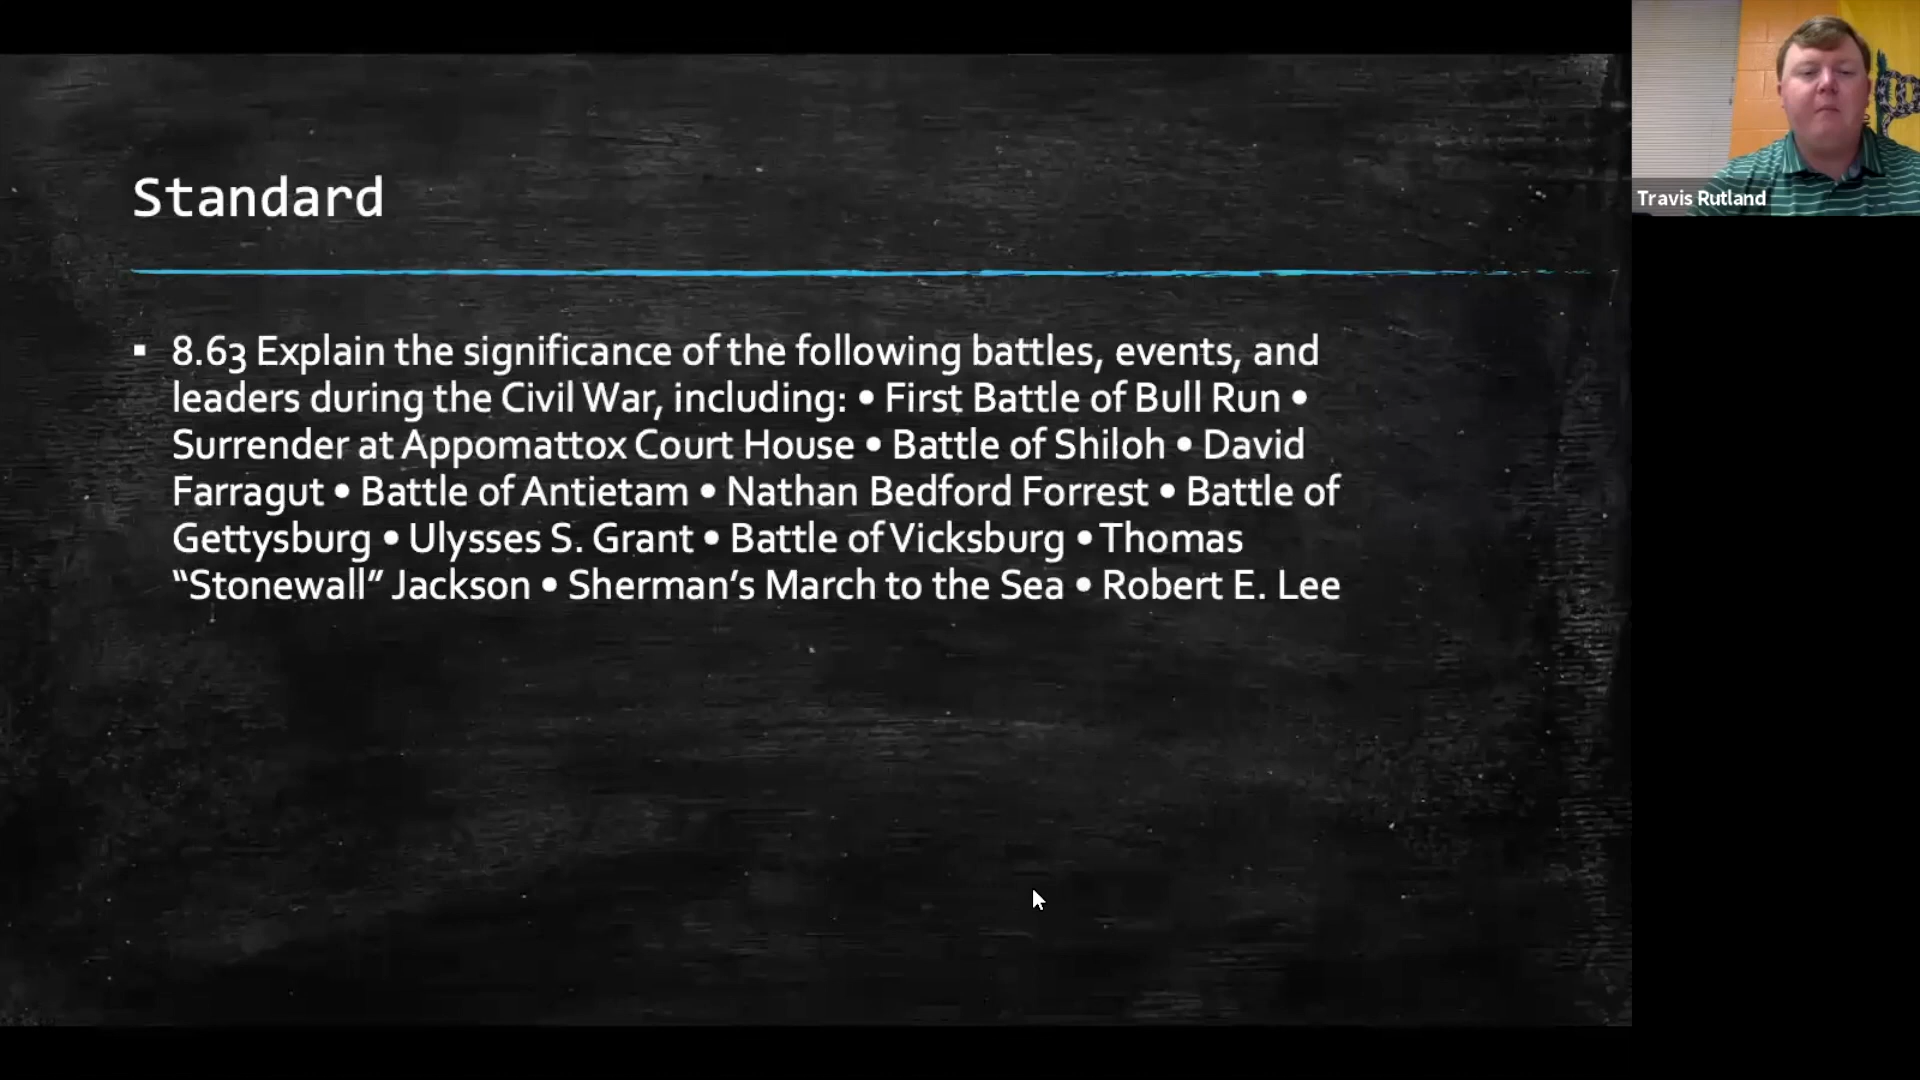 Standard
▪ 8.63 Explain the significance of the following battles, events, and
leaders during the Civil War, including: • First Battle of Bull Run •
Surrender at Appomattox Court House • Battle of Shiloh • David
Farragut • Battle of Antietam • Nathan Bedford Forrest • Battle of
Gettysburg • Ulysses S. Grant • Battle of Vicksburg • Thomas
“Stonewall” Jackson • Sherman’s March to the Sea • Robert E. Lee
Travis Rutland